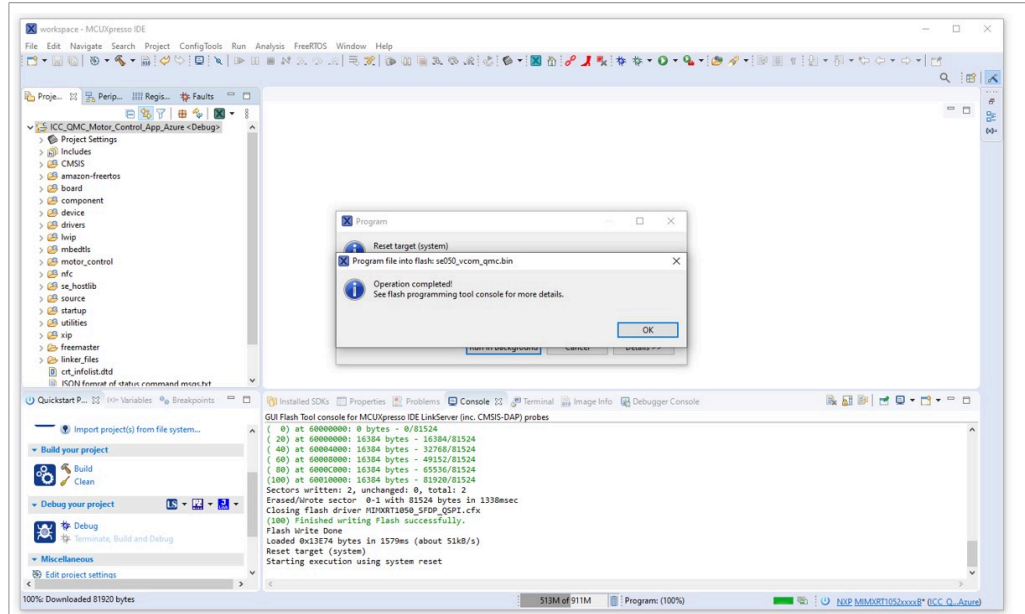 workspace - MCUXpresso IDE
File Edit Navigate Search Project ConfigTools Run Analysis FreeRTOS Window Help
Proje... Perip... Regis... Faults
ICC_QMC_Motor_Control_App_Azure <Debug>
Project Settings
Includes
CMSIS
amazon-freertos
board
component
device
drivers
lwip
mbedtls
motor_control
nfc
se_hostlib
source
startup
utilities
xip
freemaster
linker_files
crt_infolist.dtd
JSON fomrat of status command msgs.txt
Program
Reset target (system)
Program file into flash: se050_vcom_qmc.bin
Operation completed!
See flash programming tool console for more details.
OK
Run in Background Cancel Details >>
Quickstart P... Variables Breakpoints
Import project(s) from file system...
Build your project
Build
Clean
Debug your project
Debug
Terminate, Build and Debug
Miscellaneous
Edit project settings
Installed SDKs Properties Problems Console Terminal Image Info Debugger Console
GUI Flash Tool console for MCUXpresso IDE LinkServer (inc. CMSIS-DAP) probes
( 0) at 60000000: 0 bytes - 0/81524
( 20) at 60000000: 16384 bytes - 16384/81524
( 40) at 60004000: 16384 bytes - 32768/81524
( 60) at 60008000: 16384 bytes - 49152/81524
( 80) at 6000C000: 16384 bytes - 65536/81524
(100) at 60010000: 16384 bytes - 81920/81524
Sectors written: 2, unchanged: 0, total: 2
Erased/Wrote sector 0-1 with 81524 bytes in 1338msec
Closing flash driver MIMXRT1050_SFDP_QSPI.cfx
(100) Finished writing Flash successfully.
Flash Write Done
Loaded 0x13E74 bytes in 1579ms (about 51kB/s)
Reset target (system)
Starting execution using system reset
100%: Downloaded 81920 bytes
513M of 911M
Program: (100%)
NXP MIMXRT1052xxxxB* (ICC_Q...Azure)